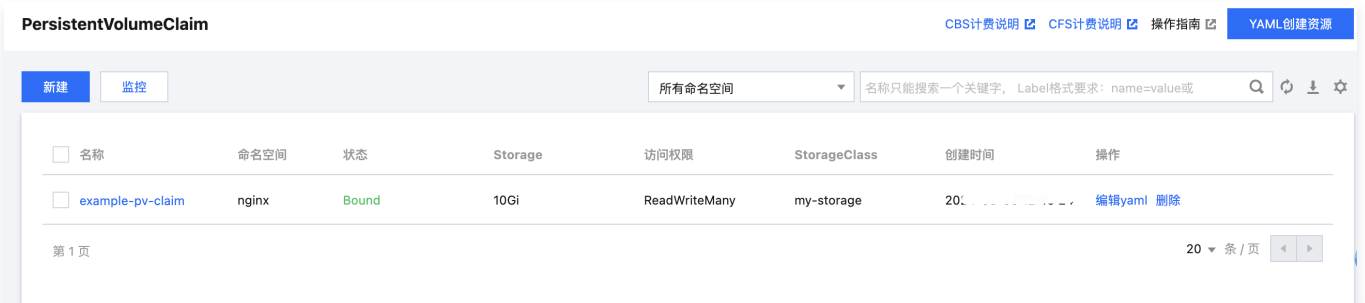 PersistentVolumeClaim CBS计费说明 CFS计费说明 操作指南 YAML创建资源
新建 监控 所有命名空间 名称只能搜索一个关键字， Label格式要求：name=value或
名称 命名空间 状态 Storage 访问权限 StorageClass 创建时间 操作
example-pv-claim nginx Bound 10Gi ReadWriteMany my-storage 编辑yaml 删除
第 1 页 20 条 / 页